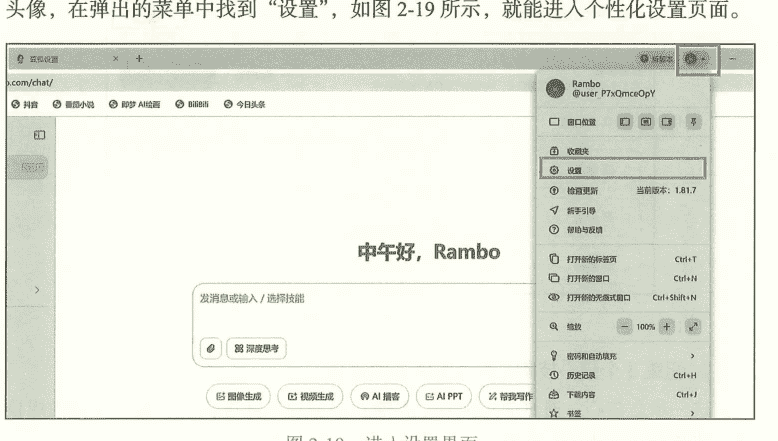 头像，在弹出的菜单中找到“设置”，如图 2-19 所示，就能进入个性化设置页面。
新版本
o.com/chat/
抖音 番茄小说 即梦 AI绘画 BiliBili 今日头条
Rambo
@user_P7xQmceOpY
窗口位置
收藏夹
设置
检查更新 当前版本：1.81.7
新手引导
帮助与反馈
中午好，Rambo
打开新的标签页 Ctrl+T
打开新的窗口 Ctrl+N
打开新的无痕式窗口 Ctrl+Shift+N
发消息或输入 / 选择技能
缩放 100%
深度思考
密码和自动填充
历史记录 Ctrl+H
图像生成 视频生成 AI 播客 AI PPT 帮我写作
下载内容 Ctrl+J
书签
图 2-19 进入设置界面